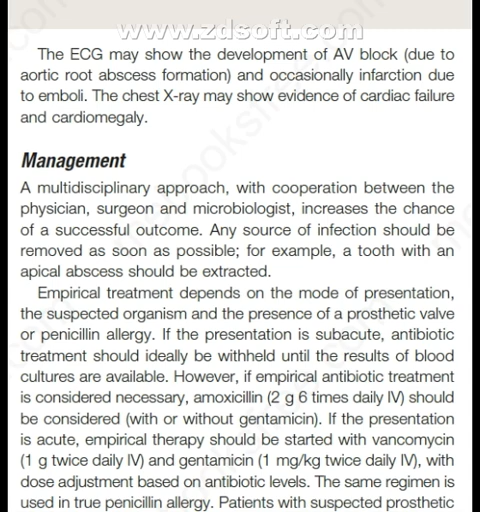 www.zdsoft.com
The ECG may show the development of AV block (due to
aortic root abscess formation) and occasionally infarction due
to emboli. The chest X-ray may show evidence of cardiac failure
and cardiomegaly.
Management
A multidisciplinary approach, with cooperation between the
physician, surgeon and microbiologist, increases the chance
of a successful outcome. Any source of infection should be
removed as soon as possible; for example, a tooth with an
apical abscess should be extracted.
Empirical treatment depends on the mode of presentation,
the suspected organism and the presence of a prosthetic valve
or penicillin allergy. If the presentation is subacute, antibiotic
treatment should ideally be withheld until the results of blood
cultures are available. However, if empirical antibiotic treatment
is considered necessary, amoxicillin (2 g 6 times daily IV) should
be considered (with or without gentamicin). If the presentation
is acute, empirical therapy should be started with vancomycin
(1 g twice daily IV) and gentamicin (1 mg/kg twice daily IV), with
dose adjustment based on antibiotic levels. The same regimen is
used in true penicillin allergy. Patients with suspected prosthetic